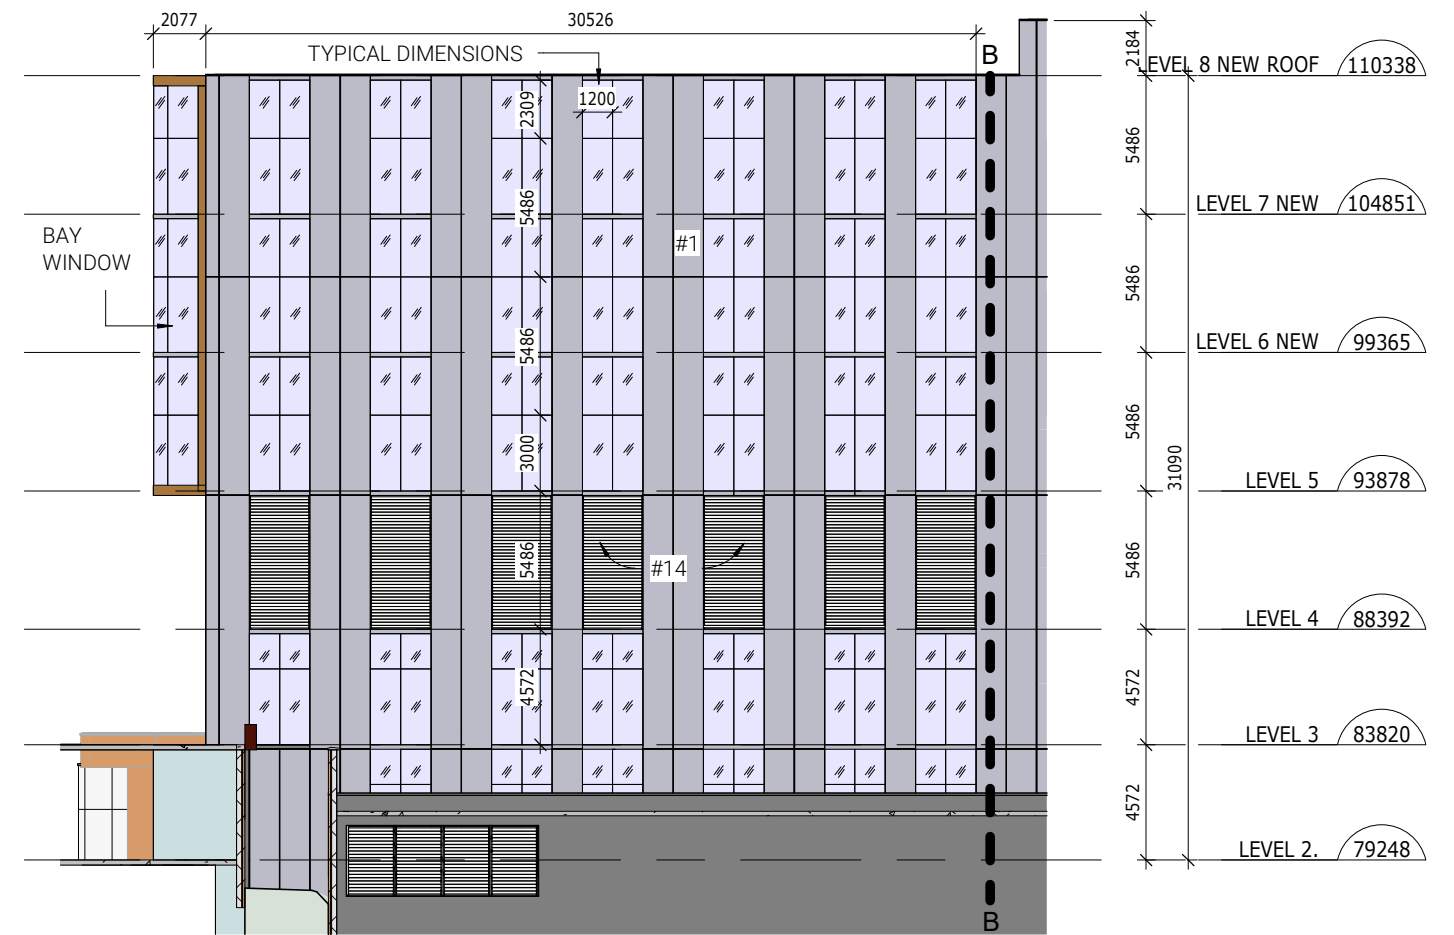 2077
30526
TYPICAL DIMENSIONS
B
2184
LEVEL 8 NEW ROOF
110338
2309
1200
5486
LEVEL 7 NEW
104851
5486
BAY
WINDOW
#1
5486
LEVEL 6 NEW
99365
5486
5486
3000
31090
LEVEL 5
93878
5486
#14
5486
LEVEL 4
88392
4572
4572
LEVEL 3
83820
4572
LEVEL 2.
79248
B